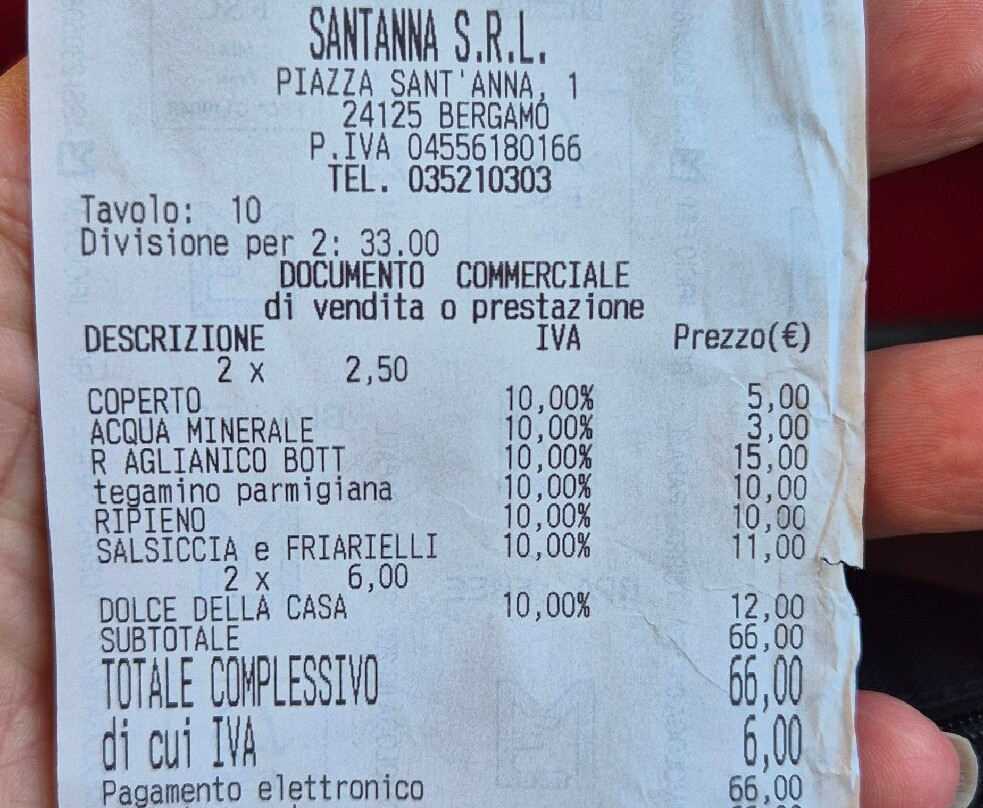 SANTANNA S.R.L.
PIAZZA SANT'ANNA, 1
24125 BERGAMO
P.IVA 04556180166
TEL. 035210303
Tavolo: 10
Divisione per 2: 33.00
DOCUMENTO COMMERCIALE
di vendita o prestazione
DESCRIZIONE IVA Prezzo(€)
2 x 2,50
COPERTO 10,00% 5,00
ACQUA MINERALE 10,00% 3,00
R AGLIANICO BOTT 10,00% 15,00
tegamino parmigiana 10,00% 10,00
RIPIENO 10,00% 10,00
SALSICCIA e FRIARIELLI 10,00% 11,00
2 x 6,00
DOLCE DELLA CASA 10,00% 12,00
SUBTOTALE 66,00
TOTALE COMPLESSIVO 66,00
di cui IVA 6,00
Pagamento elettronico 66,00